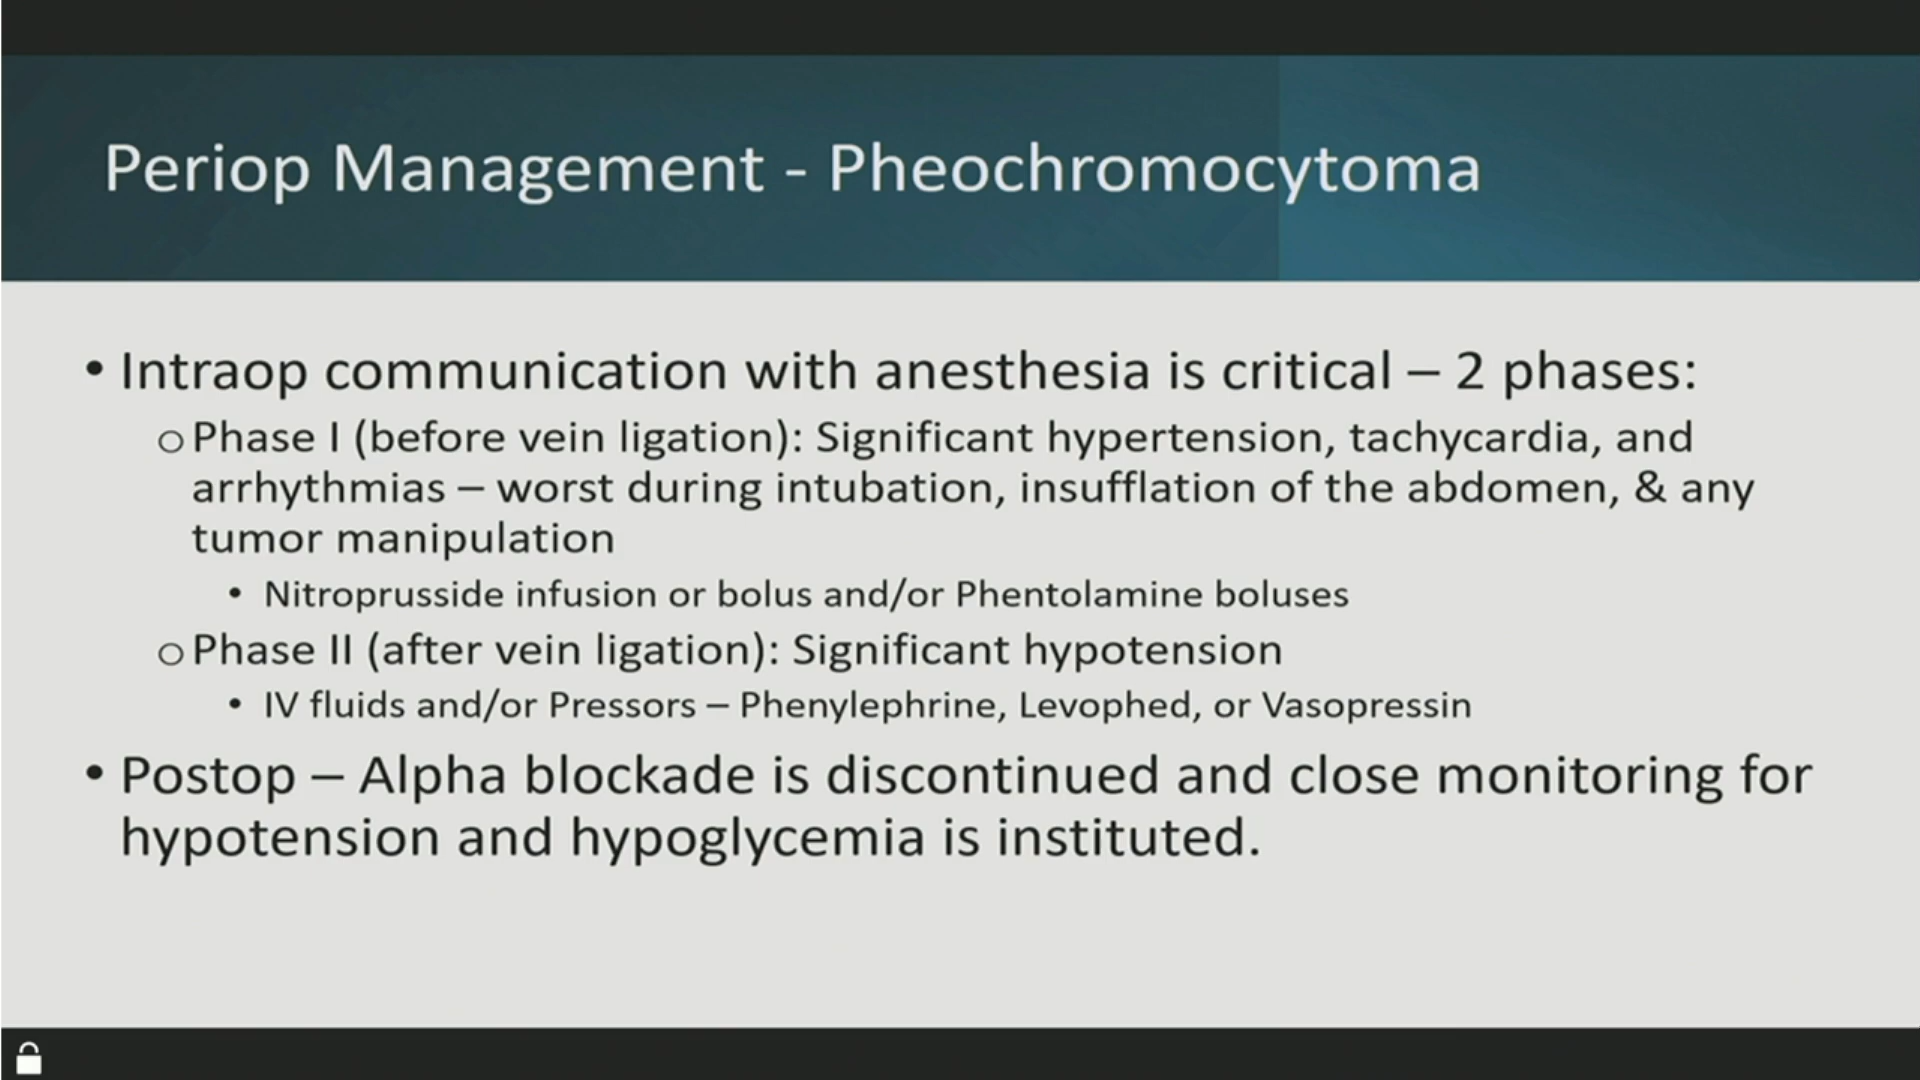 Periop Management - Pheochromocytoma
• Intraop communication with anesthesia is critical – 2 phases:
o Phase I (before vein ligation): Significant hypertension, tachycardia, and
arrhythmias – worst during intubation, insufflation of the abdomen, & any
tumor manipulation
• Nitroprusside infusion or bolus and/or Phentolamine boluses
o Phase II (after vein ligation): Significant hypotension
• IV fluids and/or Pressors – Phenylephrine, Levophed, or Vasopressin
• Postop – Alpha blockade is discontinued and close monitoring for
hypotension and hypoglycemia is instituted.